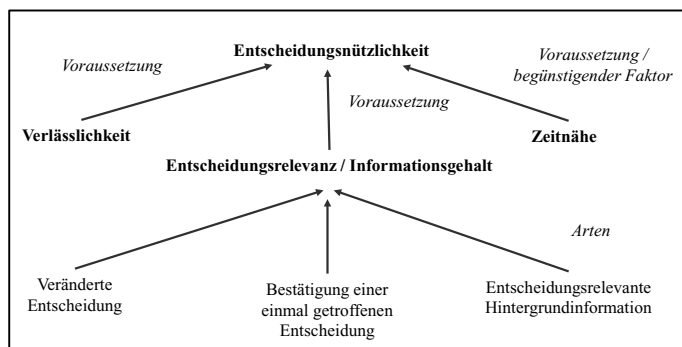 Entscheidungsnützlichkeit
Voraussetzung
Voraussetzung /
begünstigender Faktor
Voraussetzung
Verlässlichkeit
Zeitnähe
Entscheidungsrelevanz / Informationsgehalt
Arten
Veränderte
Entscheidung
Bestätigung einer
einmal getroffenen
Entscheidung
Entscheidungsrelevante
Hintergrundinformation